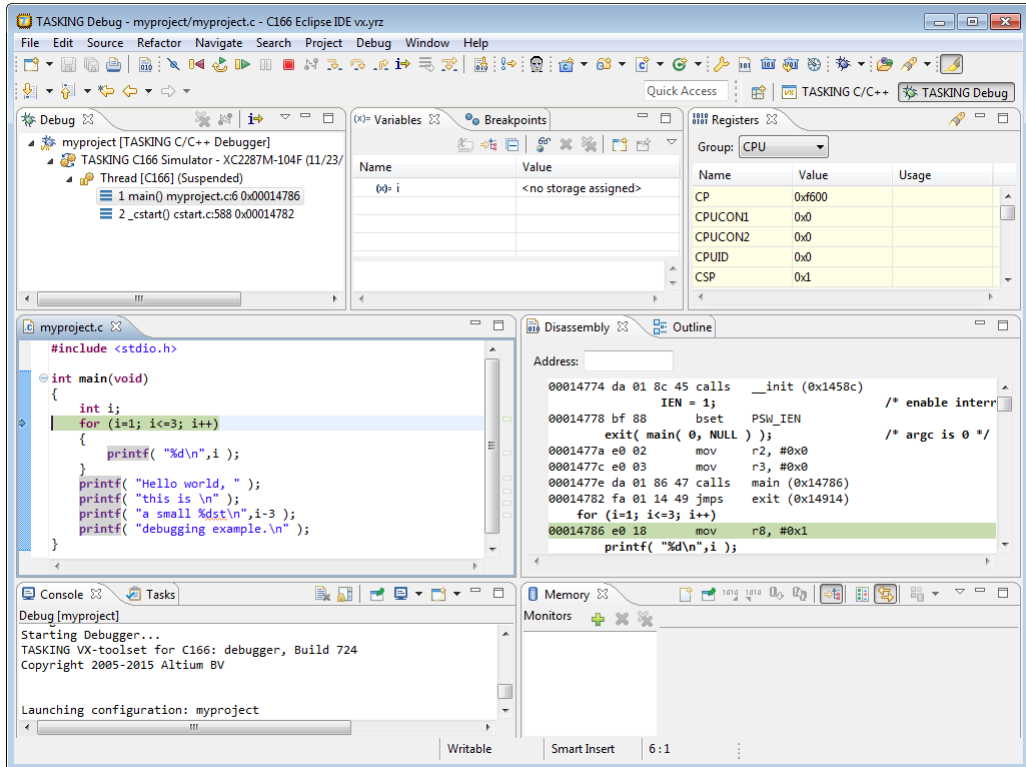 TASKING Debug - myproject/myproject.c - C166 Eclipse IDE vx.yrz
File Edit Source Refactor Navigate Search Project Debug Window Help
Quick Access TASKING C/C++ TASKING Debug
Debug
myproject [TASKING C/C++ Debugger]
TASKING C166 Simulator - XC2287M-104F (11/23/
Thread [C166] (Suspended)
1 main() myproject.c:6 0x00014786
2 _cstart() cstart.c:588 0x00014782
(x)= Variables Breakpoints
Name Value
(x)= i <no storage assigned>
Registers
Group: CPU
Name Value Usage
CP 0xf600
CPUCON1 0x0
CPUCON2 0x0
CPUID 0x0
CSP 0x1
myproject.c
#include <stdio.h>
int main(void)
{
int i;
for (i=1; i<=3; i++)
{
printf( "%d\n",i );
}
printf( "Hello world, " );
printf( "this is \n" );
printf( "a small %dst\n",i-3 );
printf( "debugging example.\n" );
}
Disassembly Outline
Address:
00014774 da 01 8c 45 calls __init (0x1458c)
IEN = 1; /* enable interr
00014778 bf 88 bset PSW_IEN
exit( main( 0, NULL ) ); /* argc is 0 */
0001477a e0 02 mov r2, #0x0
0001477c e0 03 mov r3, #0x0
0001477e da 01 86 47 calls main (0x14786)
00014782 fa 01 14 49 jmps exit (0x14914)
for (i=1; i<=3; i++)
00014786 e0 18 mov r8, #0x1
printf( "%d\n",i );
Console Tasks
Debug [myproject]
Starting Debugger...
TASKING VX-toolset for C166: debugger, Build 724
Copyright 2005-2015 Altium BV
Launching configuration: myproject
Memory
Monitors
Writable Smart Insert 6:1